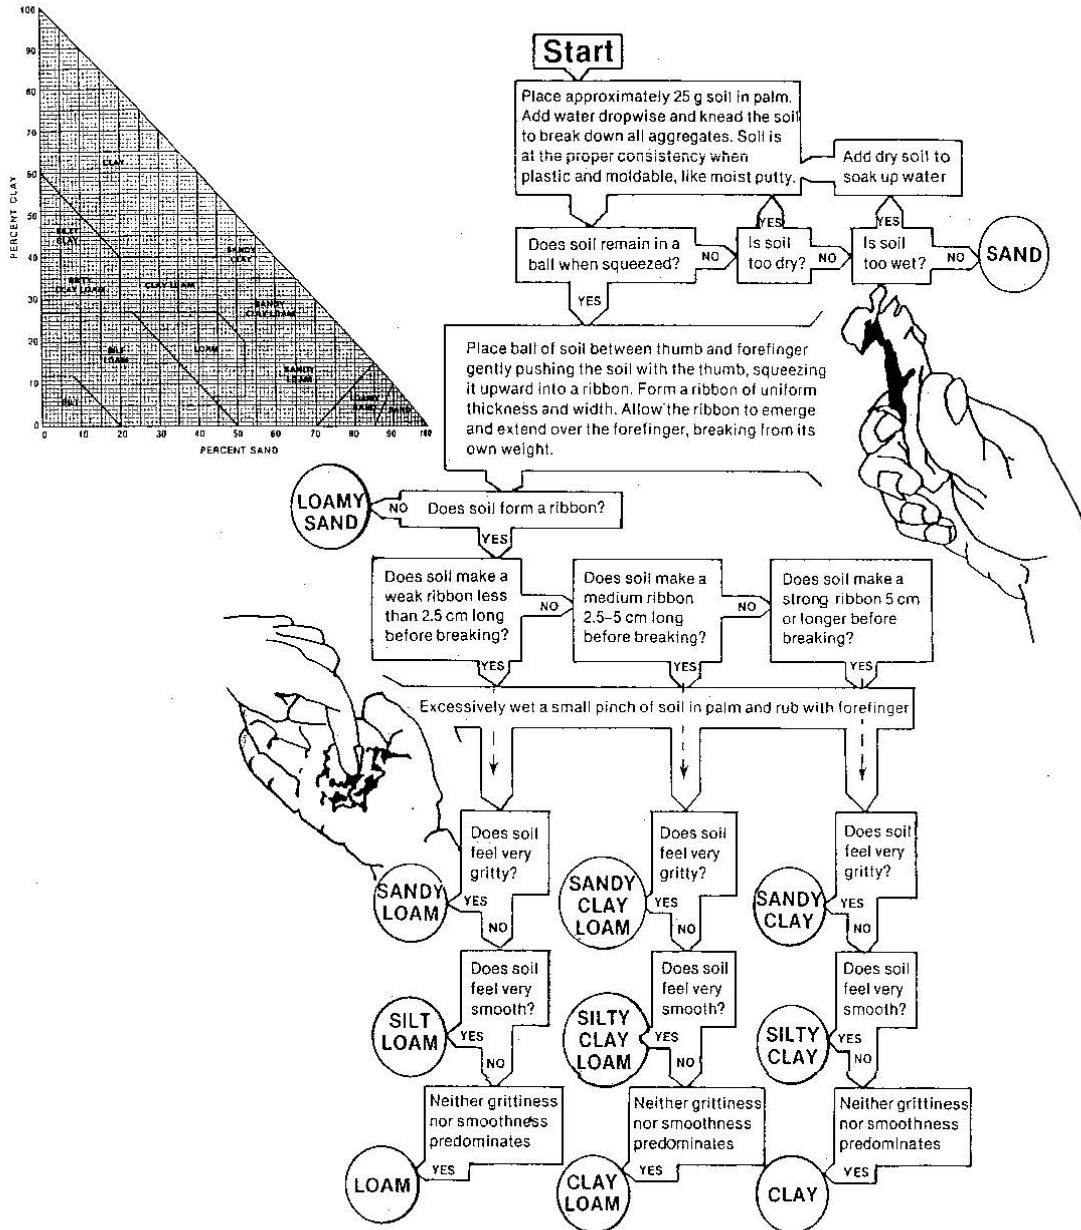 100
90
80
70
60
50
40
30
20
10
0
PERCENT CLAY
CLAY
SILTY
CLAY
SANDY
CLAY
SILTY
CLAY LOAM
CLAY LOAM
SANDY
CLAY LOAM
SILT
LOAM
LOAM
SANDY
LOAM
LOAMY
SAND
SAND
SILT
0
10
20
30
40
50
60
70
80
90
100
PERCENT SAND
Start
Place approximately 25 g soil in palm.
Add water dropwise and knead the soil
to break down all aggregates. Soil is
at the proper consistency when
plastic and moldable, like moist putty.
Add dry soil to
soak up water
YES
YES
Does soil remain in a
ball when squeezed?
NO
Is soil
too dry?
NO
Is soil
too wet?
NO
SAND
YES
Place ball of soil between thumb and forefinger
gently pushing the soil with the thumb, squeezing
it upward into a ribbon. Form a ribbon of uniform
thickness and width. Allow the ribbon to emerge
and extend over the forefinger, breaking from its
own weight.
LOAMY
SAND
NO
Does soil form a ribbon?
YES
Does soil make a
weak ribbon less
than 2.5 cm long
before breaking?
NO
Does soil make a
medium ribbon
2.5–5 cm long
before breaking?
NO
Does soil make a
strong ribbon 5 cm
or longer before
breaking?
YES
YES
YES
Excessively wet a small pinch of soil in palm and rub with forefinger
Does soil
feel very
gritty?
Does soil
feel very
gritty?
Does soil
feel very
gritty?
SANDY
LOAM
YES
NO
SANDY
CLAY
LOAM
YES
NO
SANDY
CLAY
YES
NO
Does soil
feel very
smooth?
Does soil
feel very
smooth?
Does soil
feel very
smooth?
SILT
LOAM
YES
NO
SILTY
CLAY
LOAM
YES
NO
SILTY
CLAY
YES
NO
Neither grittiness
nor smoothness
predominates
Neither grittiness
nor smoothness
predominates
Neither grittiness
nor smoothness
predominates
LOAM
YES
CLAY
LOAM
YES
CLAY
YES